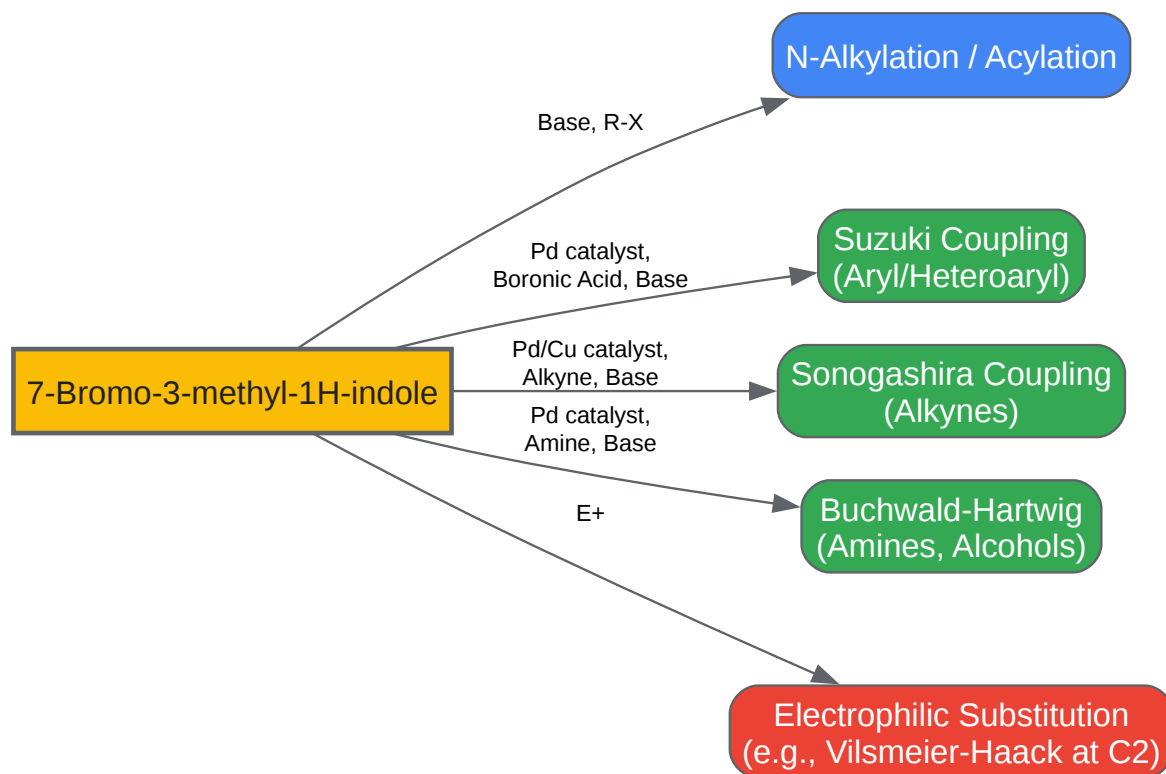 N-Alkylation / Acylation
Base, R-X
Suzuki Coupling
(Aryl/Heteroaryl)
Pd catalyst,
Boronic Acid, Base
7-Bromo-3-methyl-1H-indole
Pd/Cu catalyst,
Alkyne, Base
Sonogashira Coupling
(Alkynes)
Pd catalyst,
Amine, Base
Buchwald-Hartwig
(Amines, Alcohols)
E+
Electrophilic Substitution
(e.g., Vilsmeier-Haack at C2)